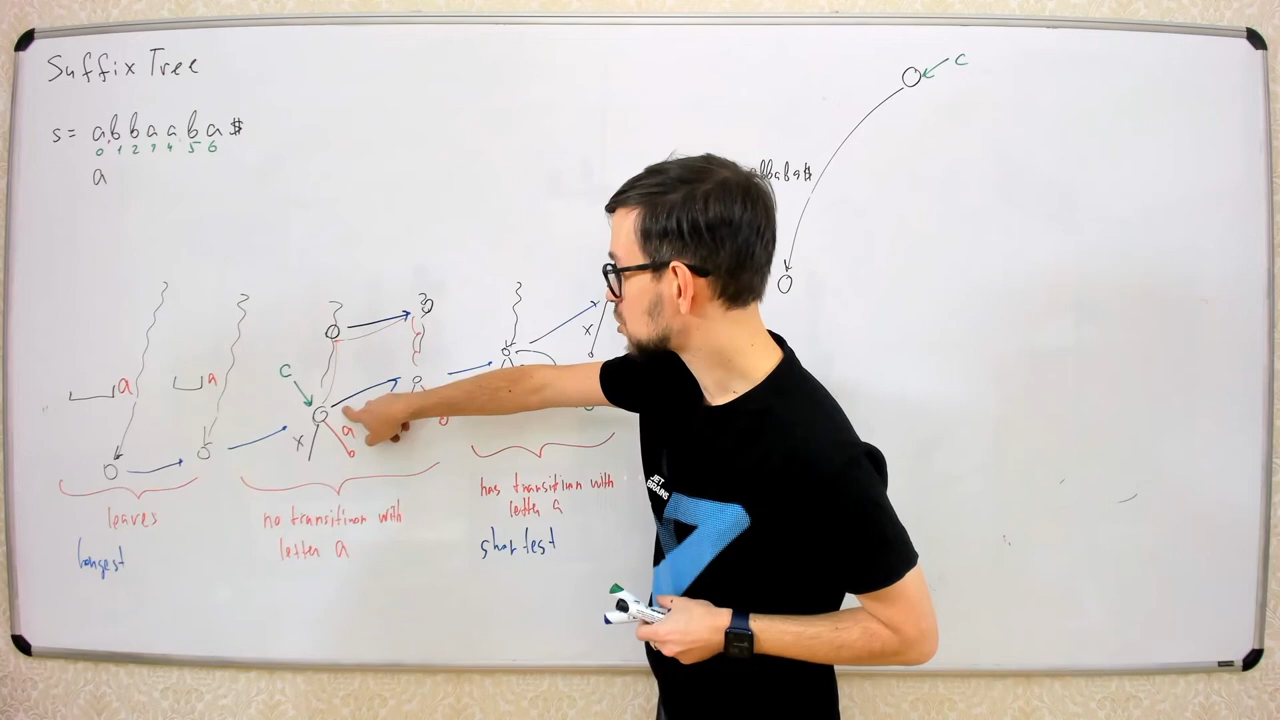 Suffix Tree
s= abbaaba$
0 1 2 3 4 5 6
a
c
bbaba$
a
a
c
x
a
x
leaves
no transition with
letter a
has transition with
letter a
longest
shortest
JET
BRAINS